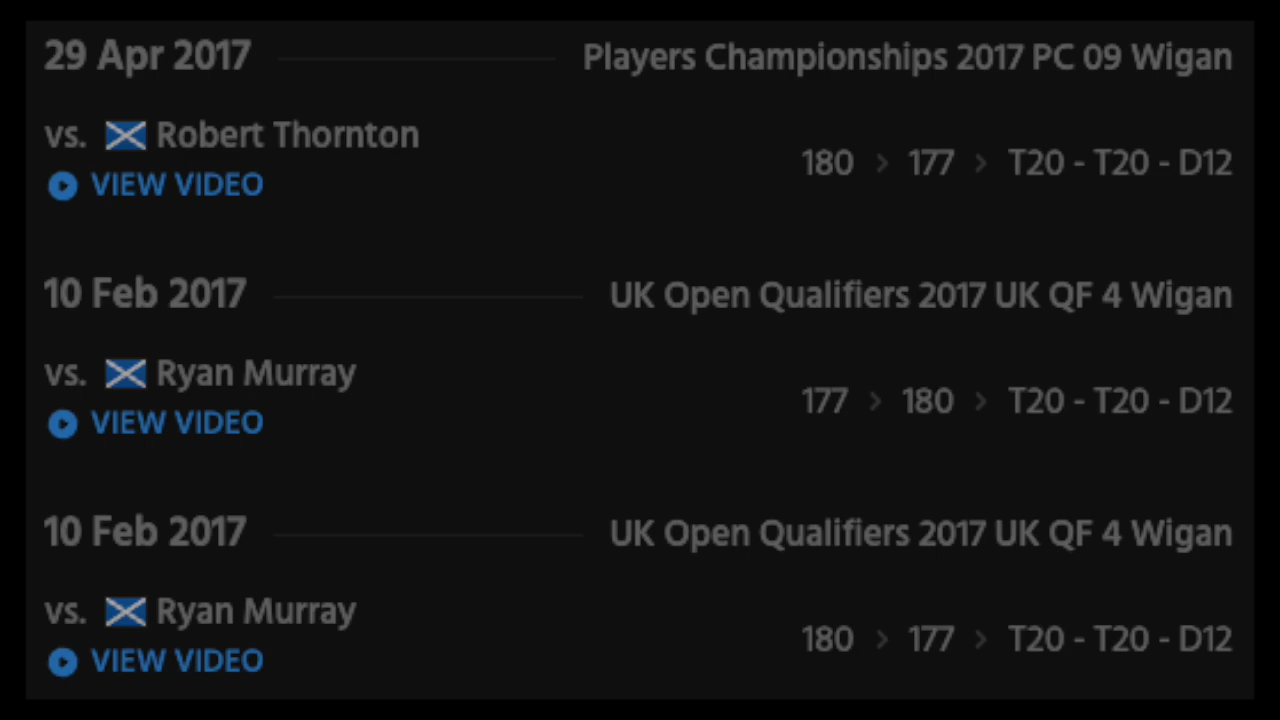 29 Apr 2017 Players Championships 2017 PC 09 Wigan
vs. Robert Thornton
180 > 177 > T20 - T20 - D12
VIEW VIDEO
10 Feb 2017 UK Open Qualifiers 2017 UK QF 4 Wigan
vs. Ryan Murray
177 > 180 > T20 - T20 - D12
VIEW VIDEO
10 Feb 2017 UK Open Qualifiers 2017 UK QF 4 Wigan
vs. Ryan Murray
180 > 177 > T20 - T20 - D12
VIEW VIDEO